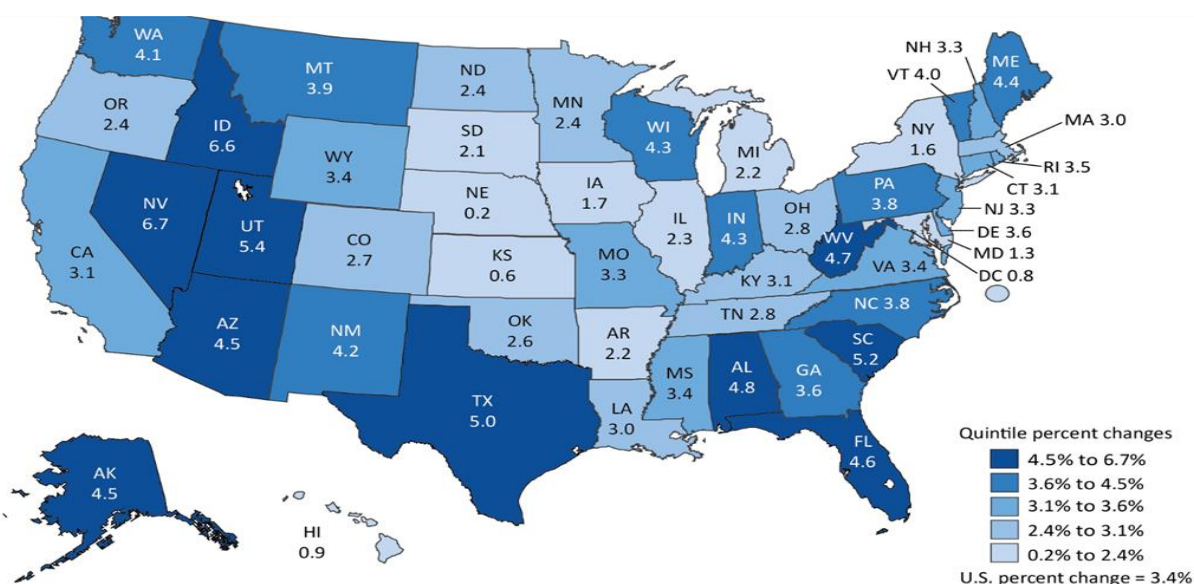 WA
4.1
MT
3.9
ND
2.4
MN
2.4
OR
2.4
ID
6.6
SD
2.1
WI
4.3
WY
3.4
NE
0.2
IA
1.7
MI
2.2
NY
1.6
NH 3.3
VT 4.0
ME
4.4
MA 3.0
RI 3.5
CT 3.1
NJ 3.3
DE 3.6
MD 1.3
DC 0.8
NV
6.7
UT
5.4
CO
2.7
KS
0.6
MO
3.3
IL
2.3
IN
4.3
OH
2.8
PA
3.8
WV
4.7
VA 3.4
KY 3.1
CA
3.1
AZ
4.5
NM
4.2
OK
2.6
AR
2.2
TN 2.8
NC 3.8
SC
5.2
TX
5.0
LA
3.0
MS
3.4
AL
4.8
GA
3.6
FL
4.6
AK
4.5
HI
0.9
Quintile percent changes
4.5% to 6.7%
3.6% to 4.5%
3.1% to 3.6%
2.4% to 3.1%
0.2% to 2.4%
U.S. percent change = 3.4%